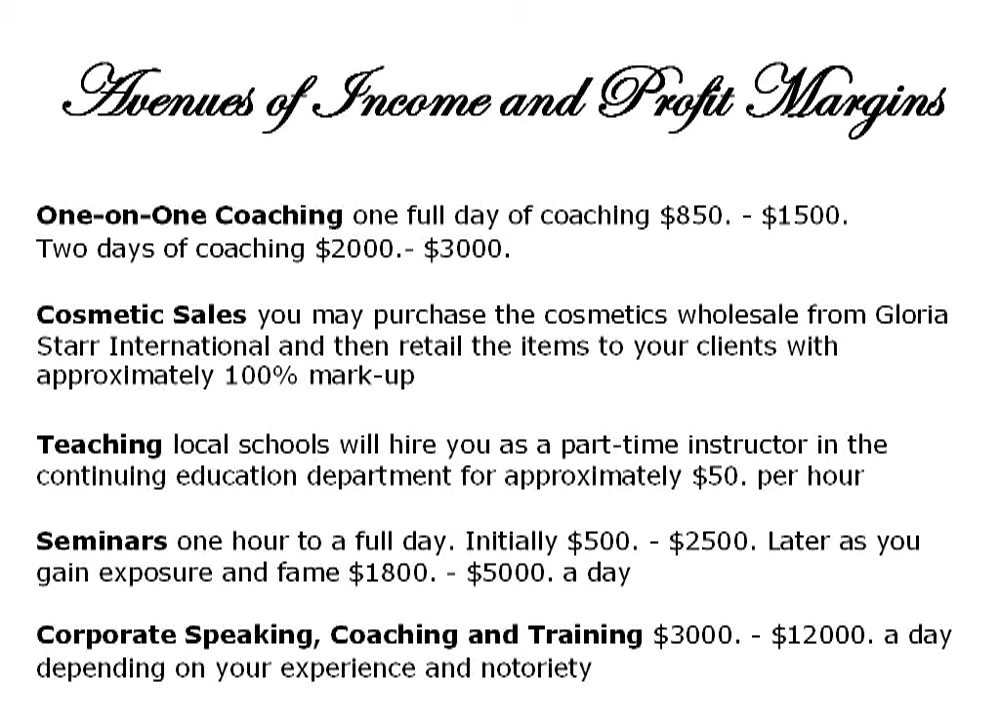 Avenues of Income and Profit Margins
One-on-One Coaching one full day of coaching $850. - $1500.
Two days of coaching $2000.- $3000.
Cosmetic Sales you may purchase the cosmetics wholesale from Gloria
Starr International and then retail the items to your clients with
approximately 100% mark-up
Teaching local schools will hire you as a part-time instructor in the
continuing education department for approximately $50. per hour
Seminars one hour to a full day. Initially $500. - $2500. Later as you
gain exposure and fame $1800. - $5000. a day
Corporate Speaking, Coaching and Training $3000. - $12000. a day
depending on your experience and notoriety